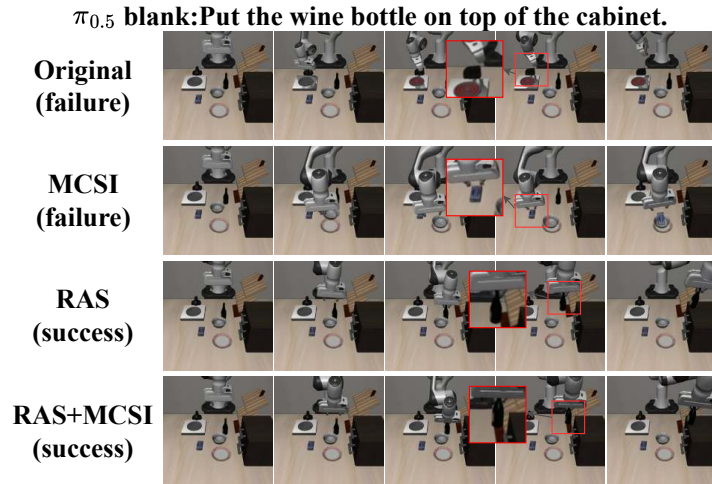 π0.5 blank:Put the wine bottle on top of the cabinet.
Original
(failure)
MCSI
(failure)
RAS
(success)
RAS+MCSI
(success)